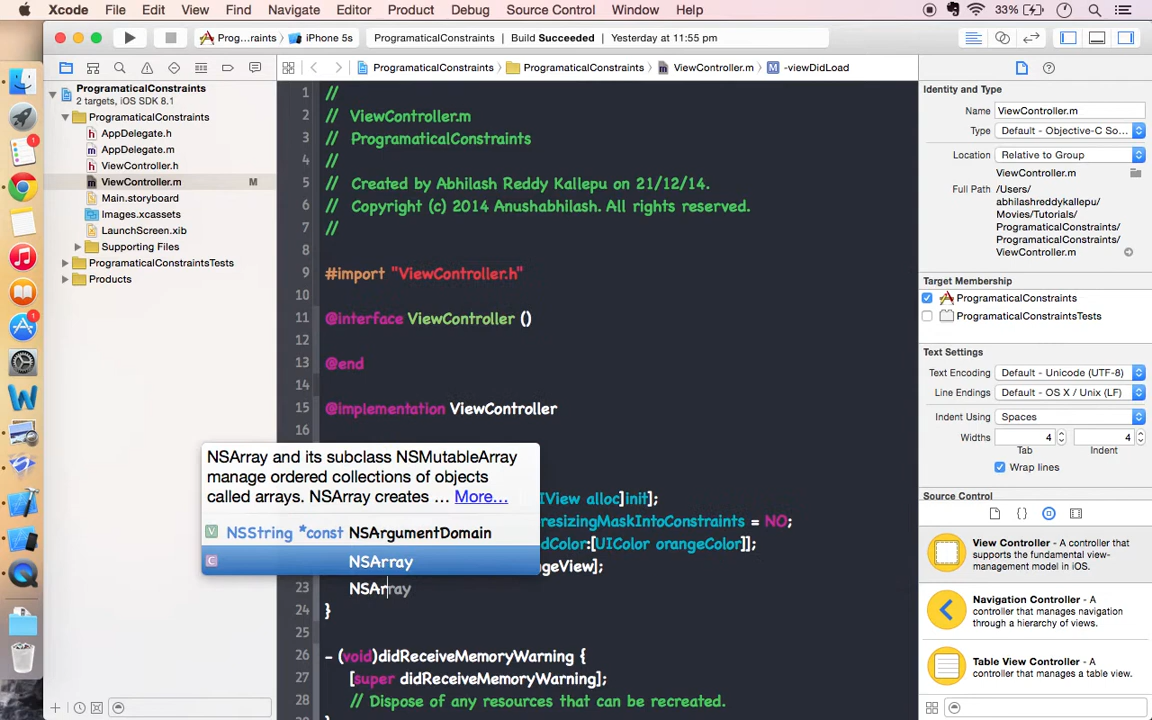 Xcode File Edit View Find Navigate Editor Product Debug Source Control Window Help 33%
Prog...raints iPhone 5s ProgramaticalConstraints Build Succeeded Yesterday at 11:55 pm
ProgramaticalConstraints ProgramaticalConstraints ViewController.m M -viewDidLoad
ProgramaticalConstraints
2 targets, iOS SDK 8.1
ProgramaticalConstraints
h AppDelegate.h
m AppDelegate.m
h ViewController.h
m ViewController.m M
Main.storyboard
Images.xcassets
LaunchScreen.xib
Supporting Files
ProgramaticalConstraintsTests
Products
1 //
2 // ViewController.m
3 // ProgramaticalConstraints
4 //
5 // Created by Abhilash Reddy Kallepu on 21/12/14.
6 // Copyright (c) 2014 Anushabhilash. All rights reserved.
7 //
8
9 #import "ViewController.h"
10
11 @interface ViewController ()
12
13 @end
14
15 @implementation ViewController
16
IView alloc]init];
resizingMaskIntoConstraints = NO;
dColor:[UIColor orangeColor]];
ngeView];
23 NSArray
24 }
25
26 - (void)didReceiveMemoryWarning {
27 [super didReceiveMemoryWarning];
28 // Dispose of any resources that can be recreated.
NSArray and its subclass NSMutableArray
manage ordered collections of objects
called arrays. NSArray creates ... More...
V NSString *const NSArgumentDomain
C NSArray
Identity and Type
Name ViewController.m
Type Default - Objective-C So...
Location Relative to Group
ViewController.m
Full Path /Users/
abhilashreddykallepu/
Movies/Tutorials/
ProgramaticalConstraints/
ProgramaticalConstraints/
ViewController.m
Target Membership
ProgramaticalConstraints
ProgramaticalConstraintsTests
Text Settings
Text Encoding Default - Unicode (UTF-8)
Line Endings Default - OS X / Unix (LF)
Indent Using Spaces
Widths 4 4
Tab Indent
Wrap lines
Source Control
{}
View Controller - A
controller that
supports the fundamental view-
management model in iOS.
Navigation Controller - A
controller that manages navigation
through a hierarchy of views.
Table View Controller - A
controller that manages a table view.